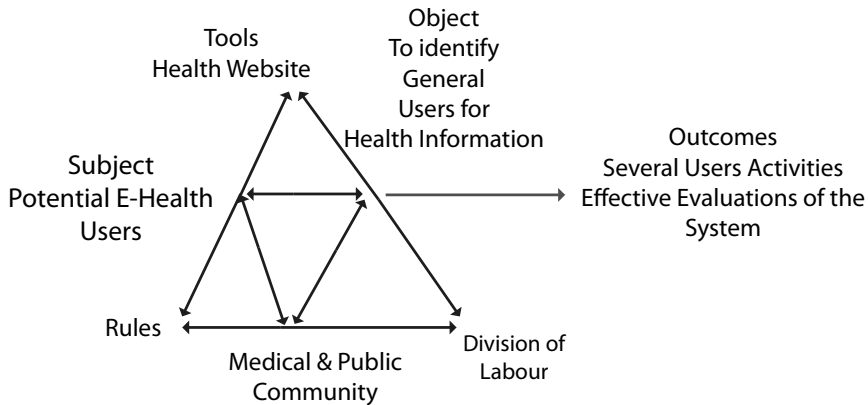 Tools
Health Website
Object
To identify
General
Users for
Health Information
Subject
Potential E-Health
Users
Outcomes
Several Users Activities
Effective Evaluations of the
System
Rules
Medical & Public
Community
Division of
Labour